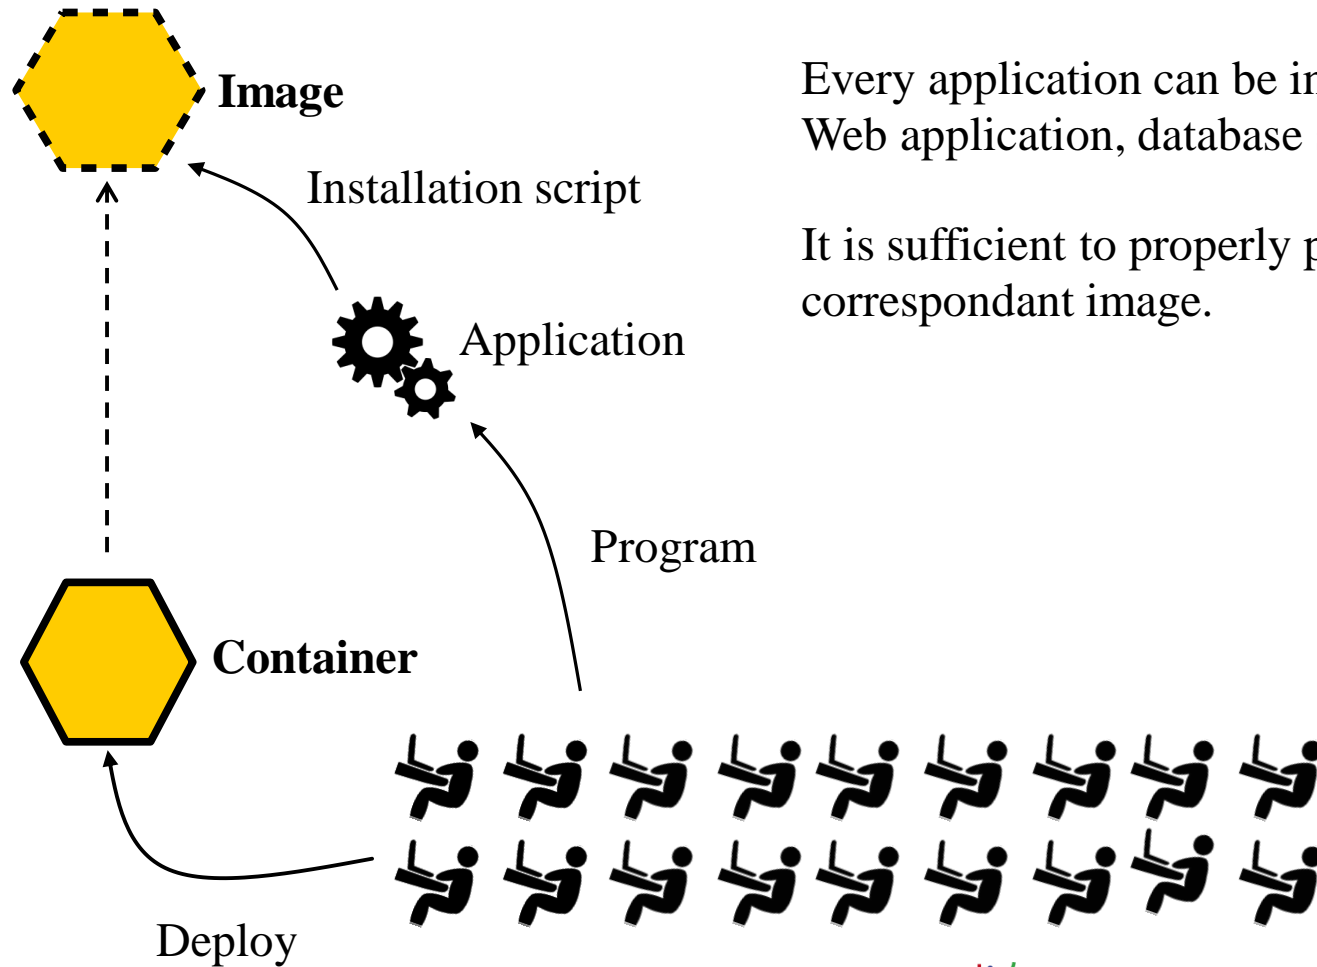 Image
Every application can be
Web application, database
Installation script
It is sufficient to properly
correspondant image.
Application
Program
Container
Deploy